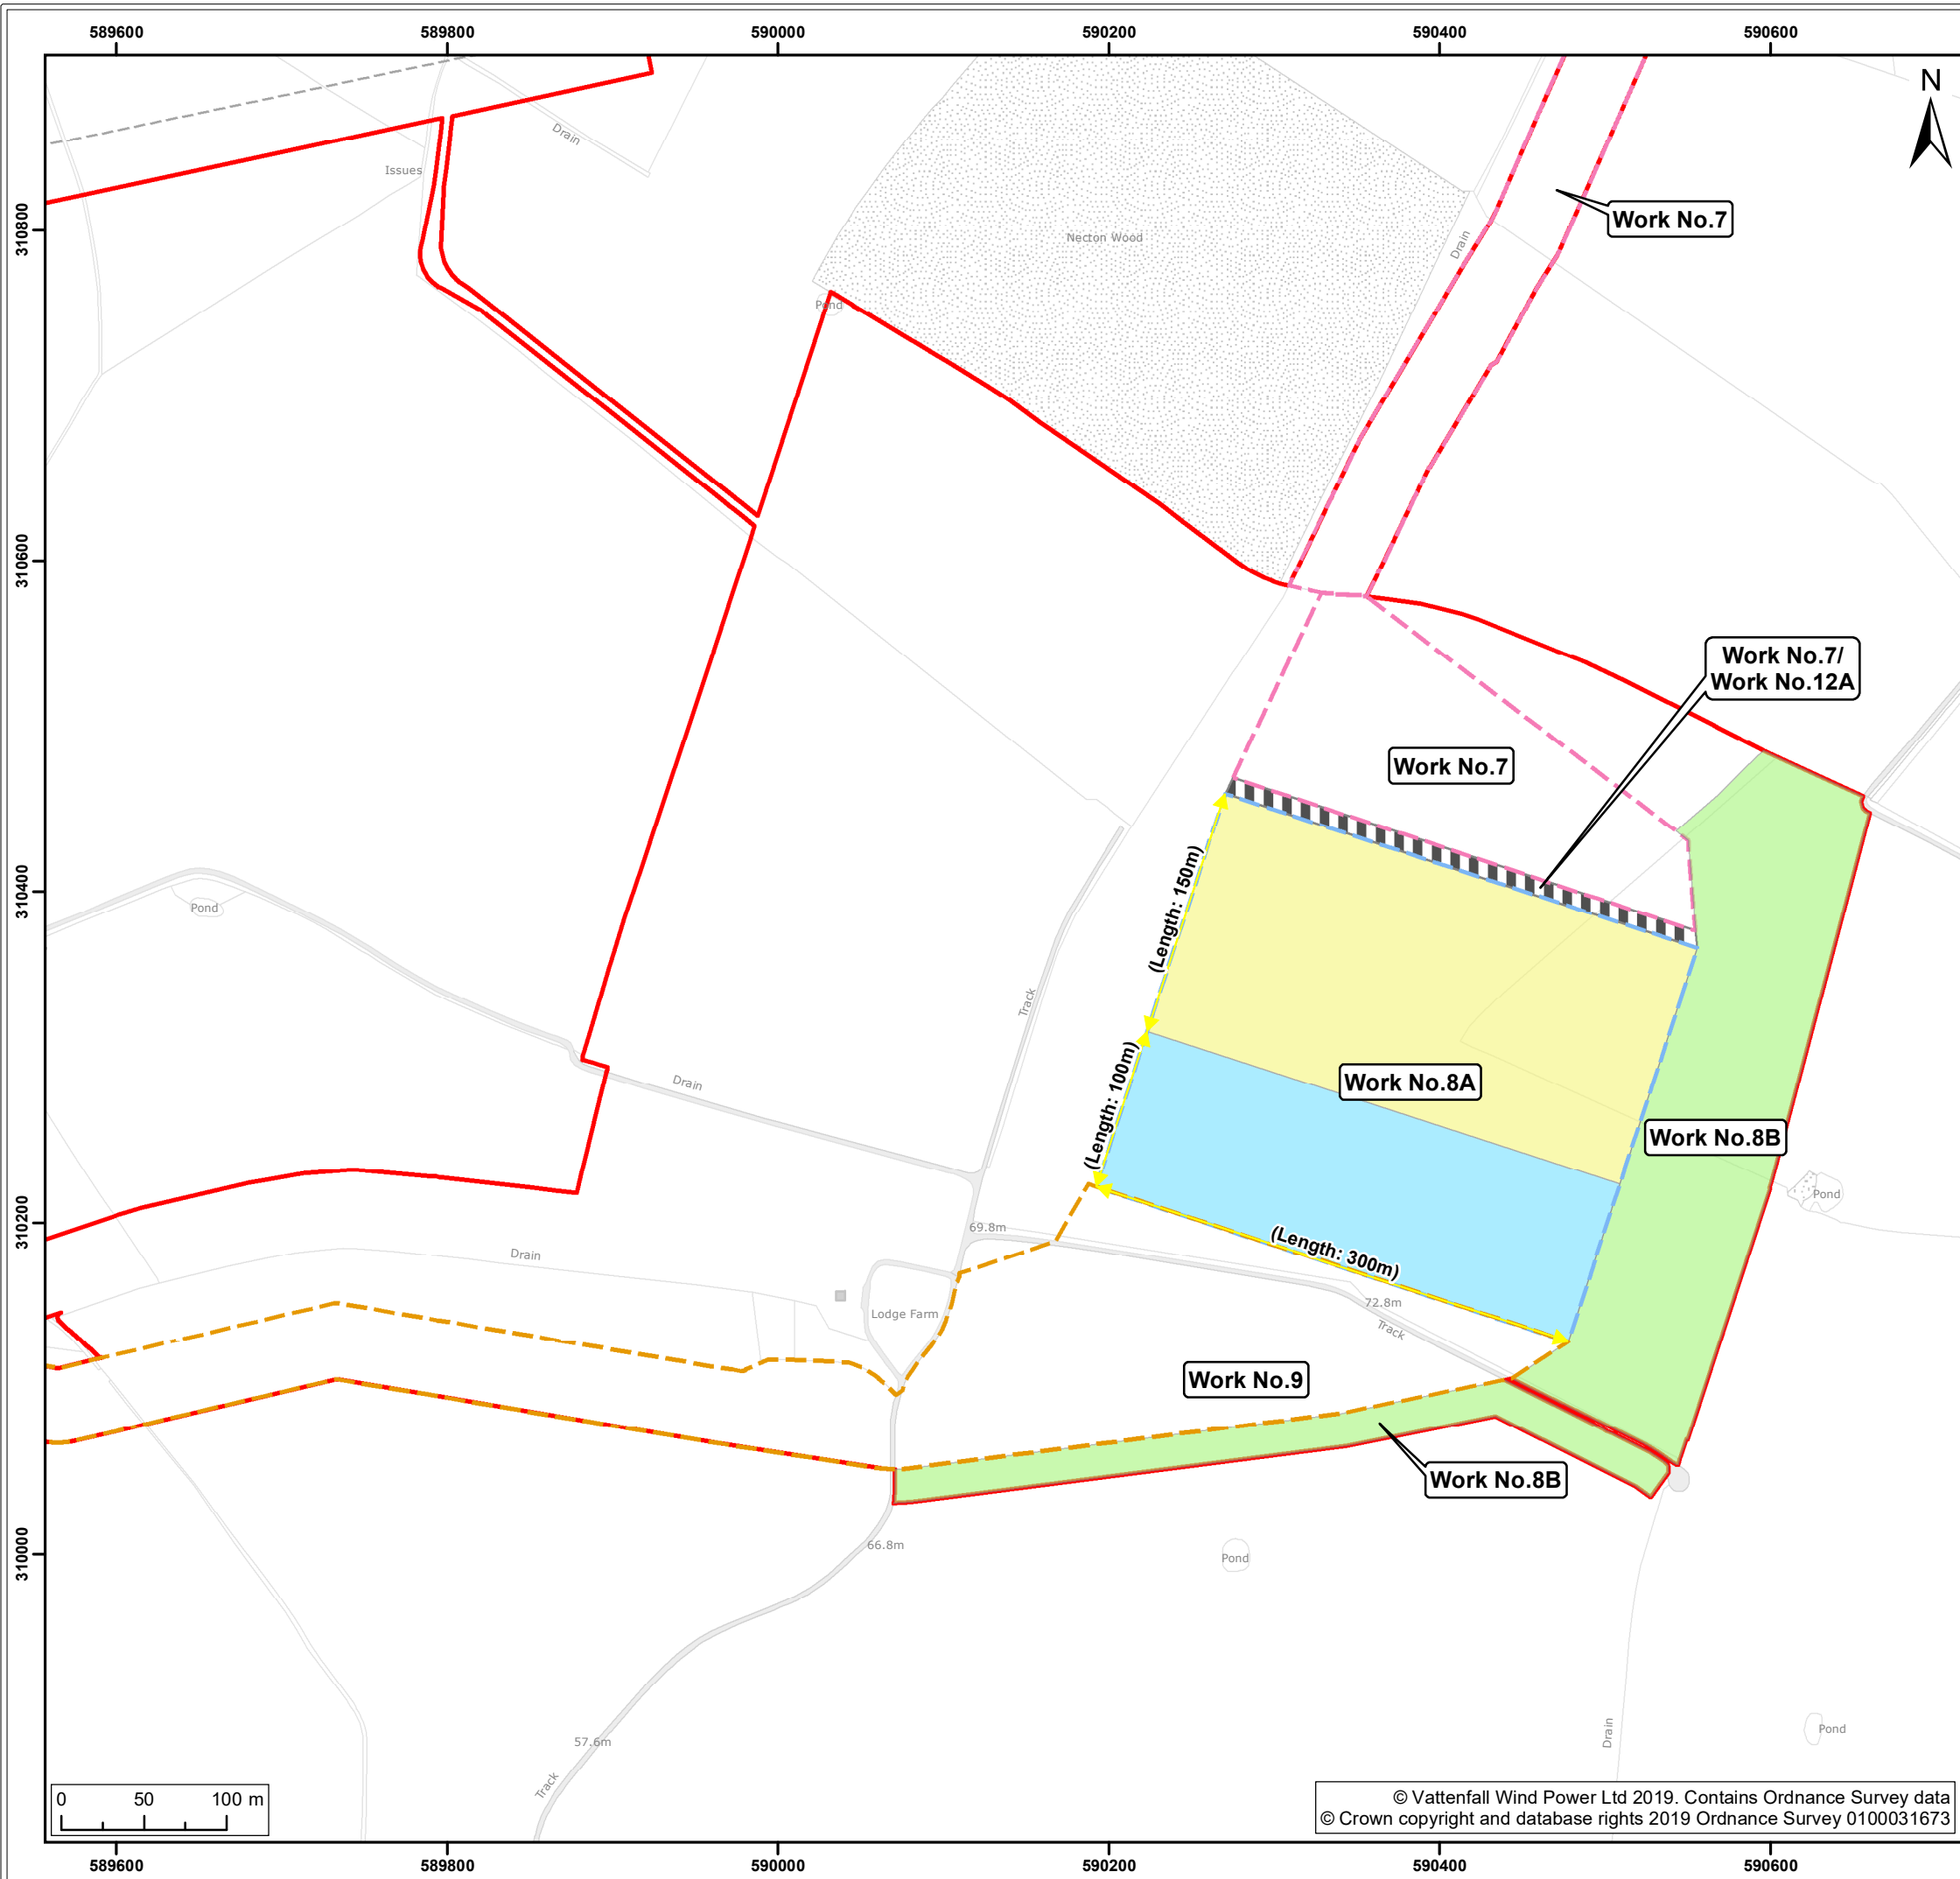 589600
589800
590000
590200
590400
590600
N
Drain
Issues
310800
Necton Wood
Drain
Work No.7
Pond
310600
Work No.7/
Work No.12A
Work No.7
310400
Pond
(Length: 150m)
Track
(Length: 100m)
Drain
Work No.8A
Work No.8B
Pond
310200
69.8m
Drain
(Length: 300m)
72.8m
Lodge Farm
Track
Work No.9
Work No.8B
310000
66.8m
Pond
Drain
Pond
57.6m
Track
0 50 100 m
© Vattenfall Wind Power Ltd 2019. Contains Ordnance Survey data
© Crown copyright and database rights 2019 Ordnance Survey 0100031673
589600
589800
590000
590200
590400
590600